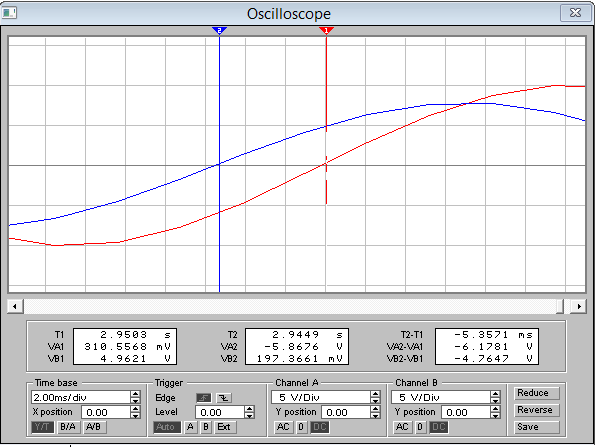 Oscilloscope
2 1
T1 2.9503 s T2 2.9449 s T2-T1 -5.3571 ms
VA1 310.5568 mV VA2 -5.8676 V VA2-VA1 -6.1781 V
VB1 4.9621 V VB2 197.3661 mV VB2-VB1 -4.7647 V
Time base Trigger Channel A Channel B Reduce
2.00ms/div Edge 5 V/Div 5 V/Div Reverse
X position 0.00 Level 0.00 Y position 0.00 Y position 0.00
Y/T B/A A/B Auto A B Ext AC 0 DC AC 0 DC Save